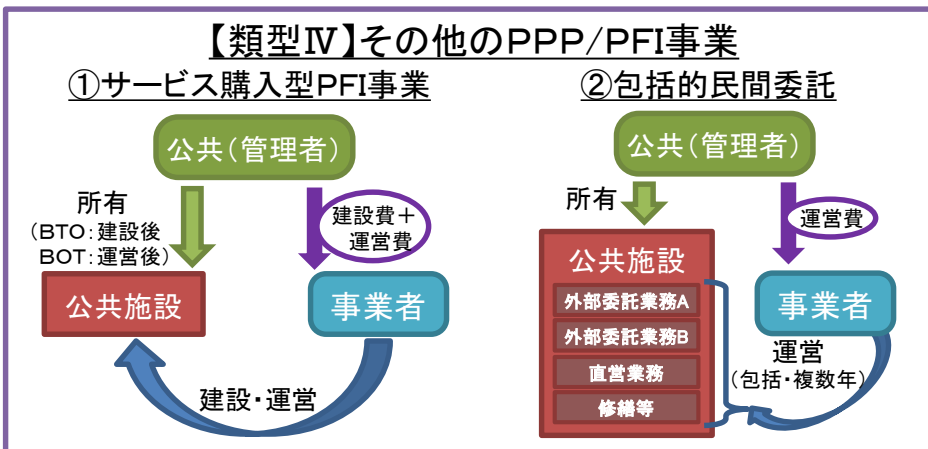 【類型Ⅳ】その他のPPP/PFI事業
①サービス購入型PFI事業
公共(管理者)
所有
(BTO:建設後
BOT:運営後)
建設費+
運営費
公共施設
事業者
建設・運営
②包括的民間委託
公共(管理者)
所有
運営費
公共施設
外部委託業務A
外部委託業務B
直営業務
修繕等
事業者
運営
(包括・複数年)